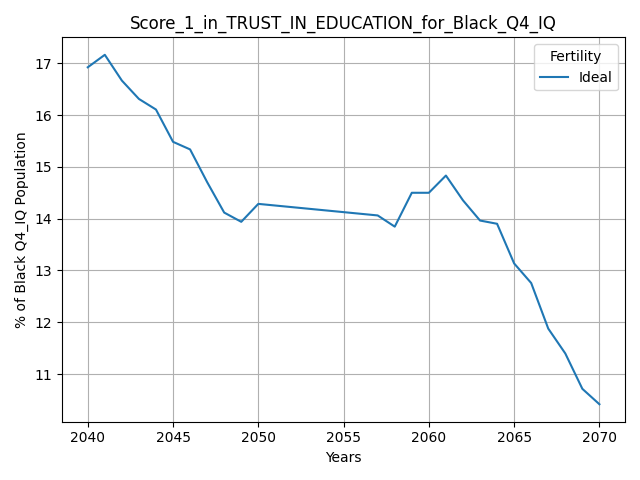 Score_1_in_TRUST_IN_EDUCATION_for_Black_Q4_IQ
Fertility
Ideal
% of Black Q4_IQ Population
17
16
15
14
13
12
11
2040 2045 2050 2055 2060 2065 2070
Years